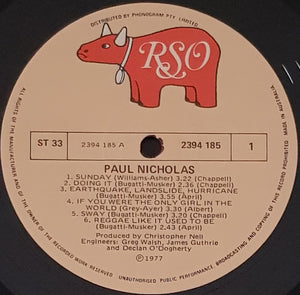 DISTRIBUTED BY PHONOGRAM PTY. LIMITED
RSO
ST 33
2394 185 A
2394 185
1
PAUL NICHOLAS
1. SUNDAY (Williams-Asher) 3.22 (Chappell)
2. DOING IT (Bugatti-Musker) 2.36 (Chappell)
3. EARTHQUAKE, LANDSLIDE, HURRICANE
(Bugatti-Musker) 3.55 (April)
4. IF YOU WERE THE ONLY GIRL IN THE
WORLD (Grey-Ayer) 3.30 (Albert)
5. SWAY (Bugatti-Musker) 3.58 (Chappell)
6. REGGAE LIKE IT USED TO BE
(Bugatti-Musker) 2.43 (April)
Produced by Christopher Neil
Engineers: Greg Walsh, James Guthrie
and Declan O'Dogherty
℗1977
ALL RIGHTS OF THE MANUFACTURER AND OF THE OWNER OF THE RECORDED WORK RESERVED. UNAUTHORISED PUBLIC PERFORMANCE, BROADCASTING AND COPYING OF THIS RECORD PROHIBITED.
MADE IN AUSTRALIA